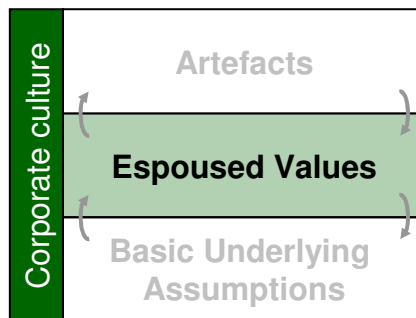 Corporate culture
Artefacts
Espoused Values
Basic Underlying
Assumptions